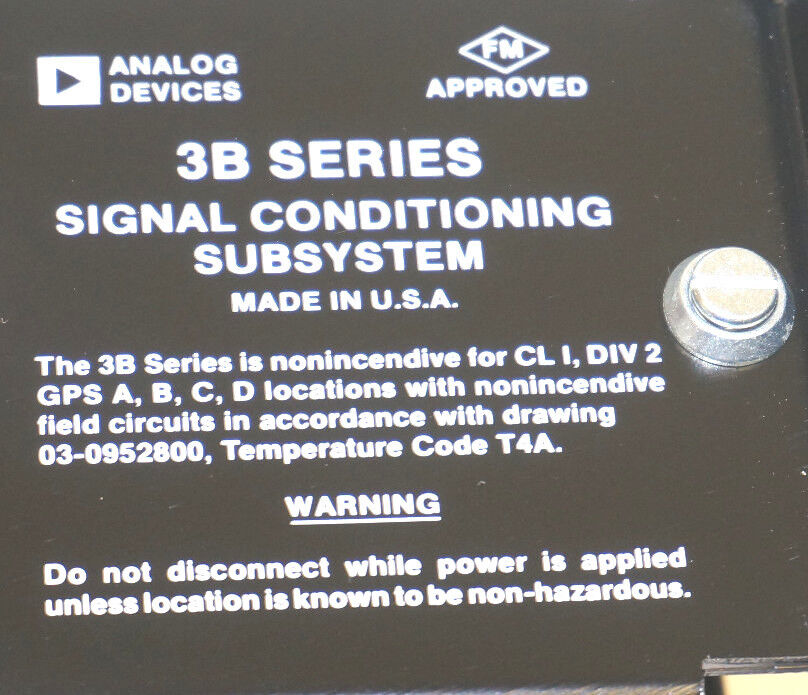 ANALOG
DEVICES
FM
APPROVED
3B SERIES
SIGNAL CONDITIONING
SUBSYSTEM
MADE IN U.S.A.
The 3B Series is nonincendive for CL I, DIV 2
GPS A, B, C, D locations with nonincendive
field circuits in accordance with drawing
03-0952800, Temperature Code T4A.
WARNING
Do not disconnect while power is applied
unless location is known to be non-hazardous.